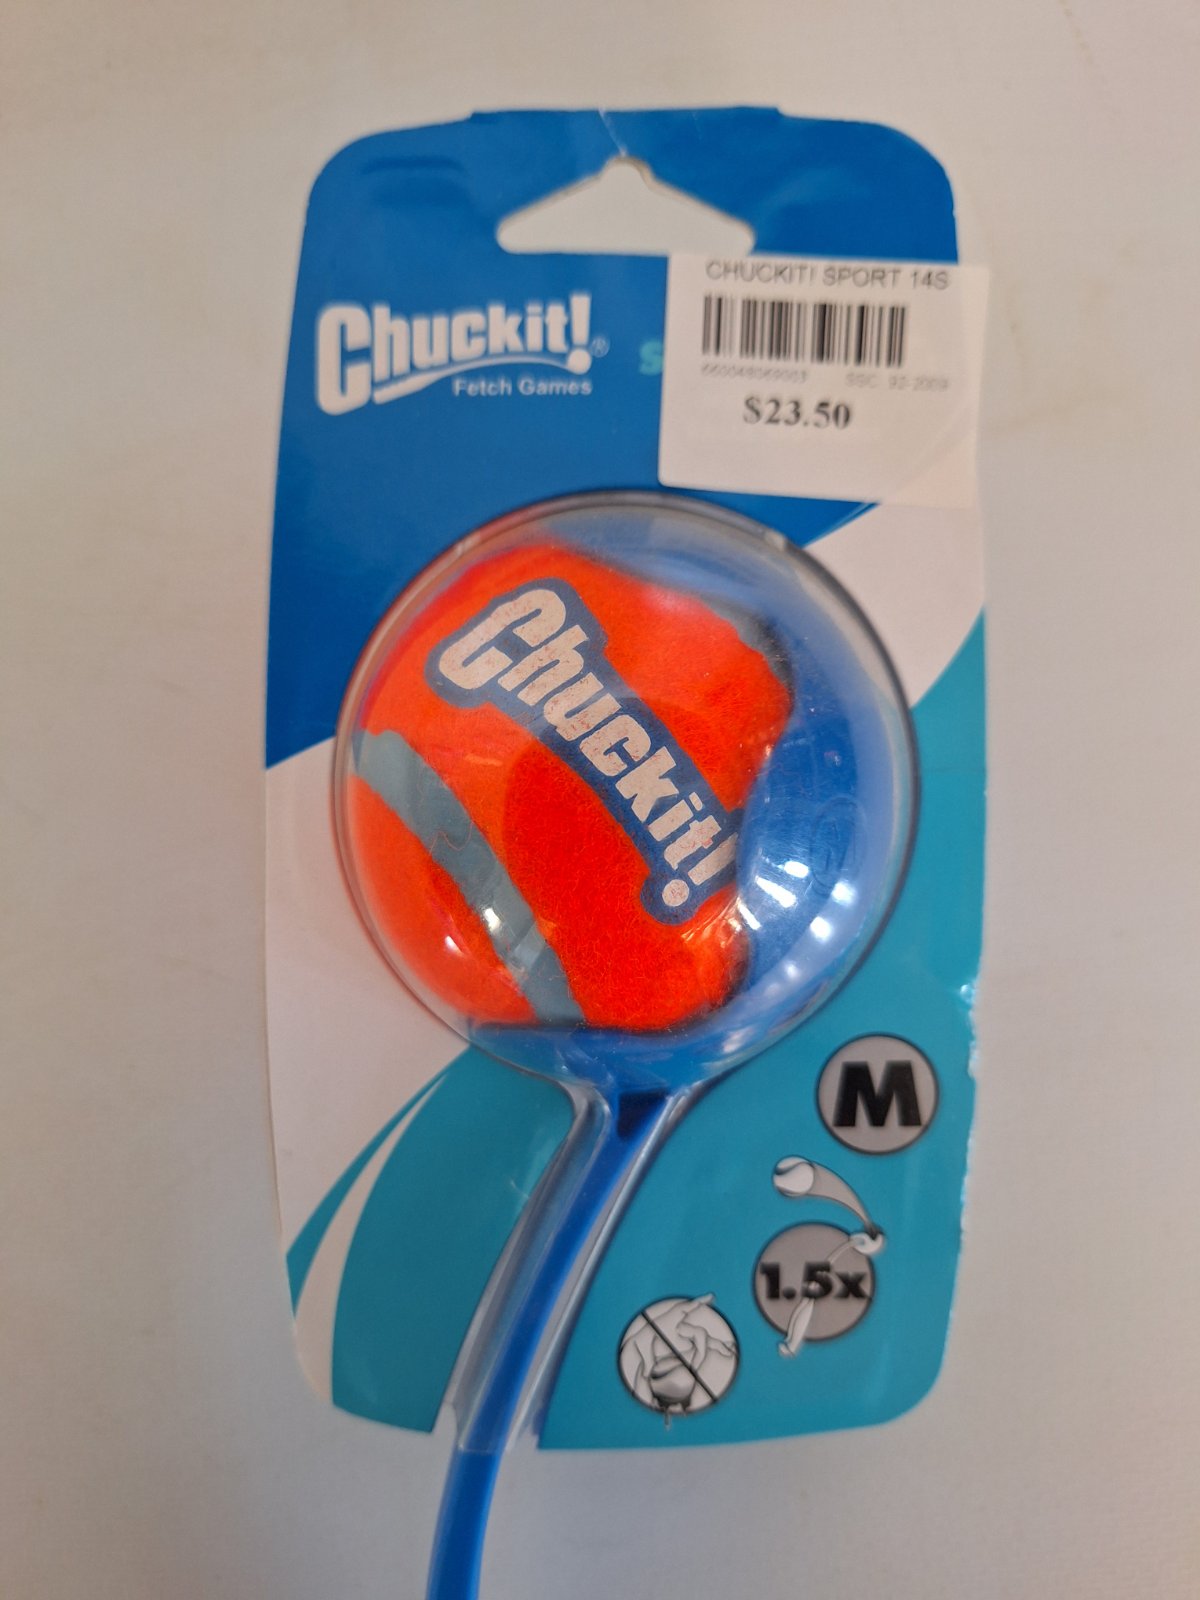 CHUCKIT! SPORT 14S
Chuckit!®
Fetch Games
S
$23.50
Chuckit!
M
1.5x